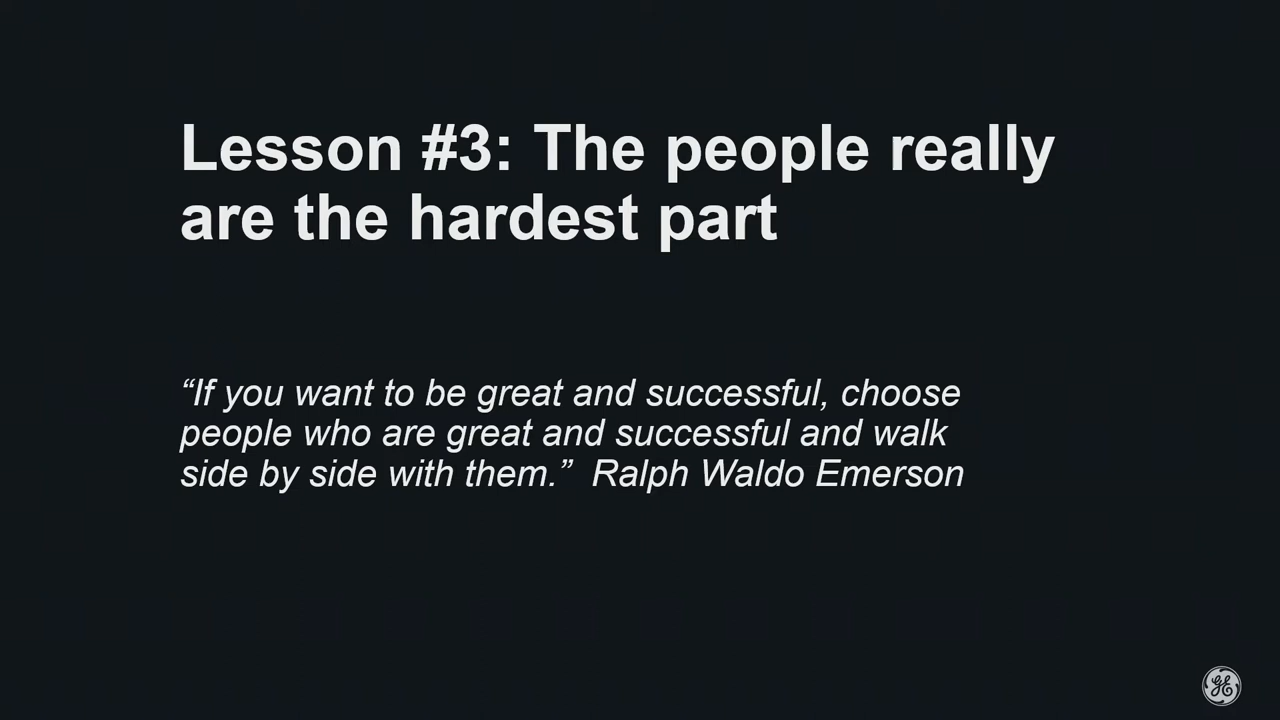 Lesson #3: The people really
are the hardest part
“If you want to be great and successful, choose
people who are great and successful and walk
side by side with them.”  Ralph Waldo Emerson
GE